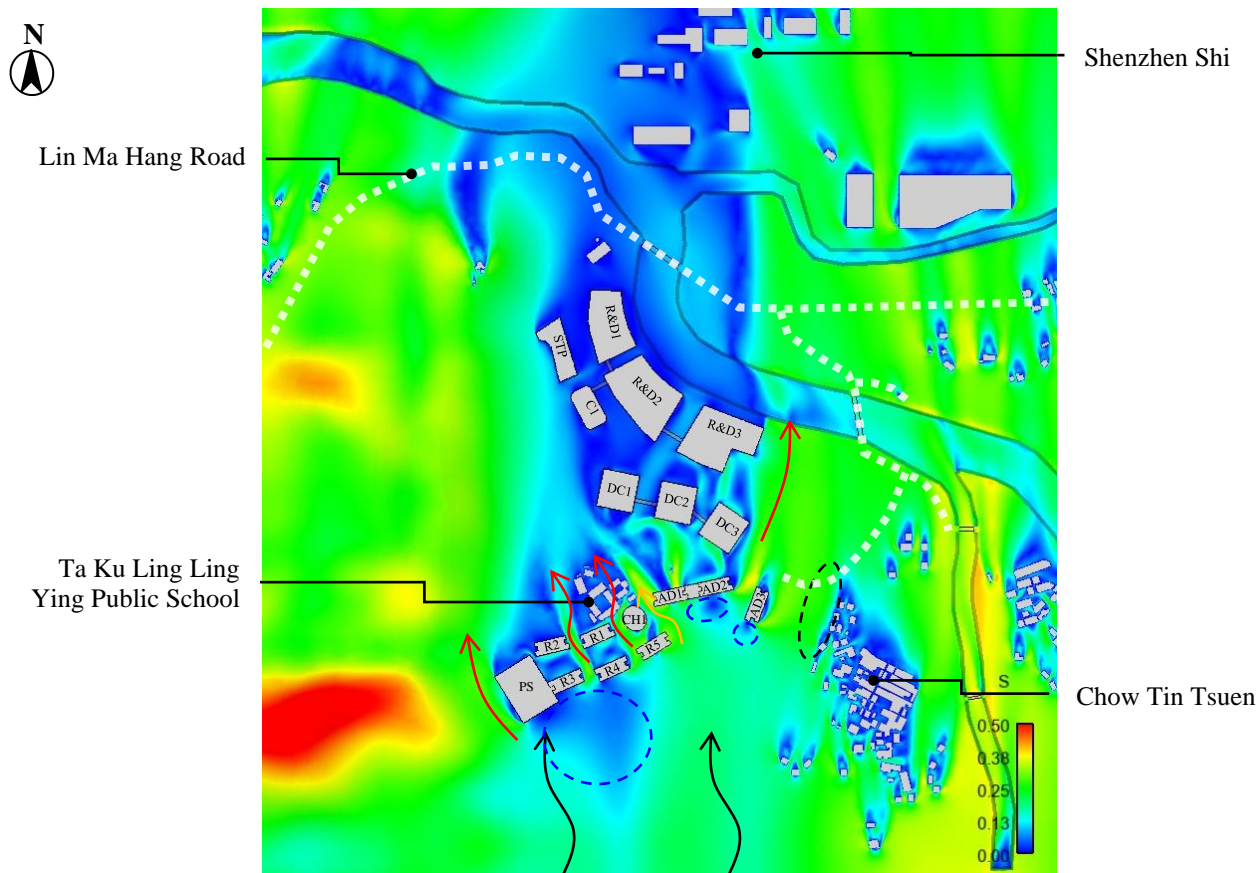 N
Shenzhen Shi
Lin Ma Hang Road
R&D1
STP
R&D2
C1
R&D3
DC1
DC2
DC3
Ta Ku Ling Ling
Ying Public School
AD1
AD2
AD3
CH1
R2
R1
R5
R4
R3
PS
Chow Tin Tsuen
S
0.50
0.38
0.25
0.13
0.00